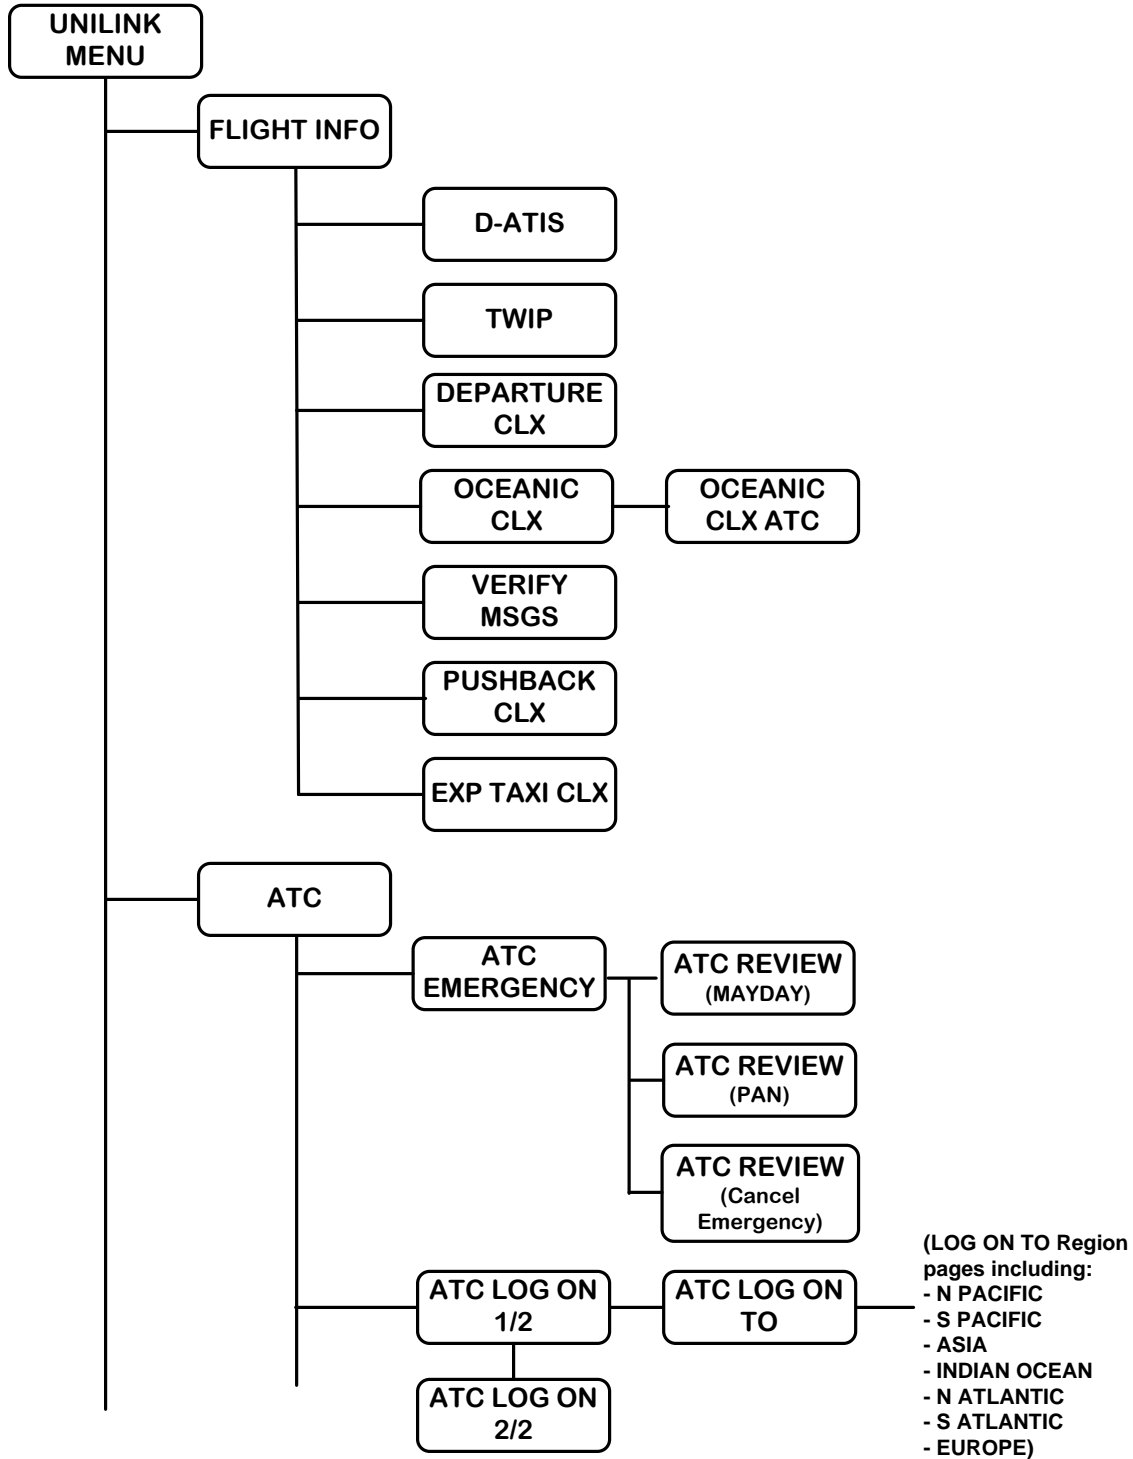 UNILINK
MENU
FLIGHT INFO
D-ATIS
TWIP
DEPARTURE
CLX
OCEANIC
CLX
OCEANIC
CLX ATC
VERIFY
MSGS
PUSHBACK
CLX
EXP TAXI CLX
ATC
ATC
EMERGENCY
ATC REVIEW
(MAYDAY)
ATC REVIEW
(PAN)
ATC REVIEW
(Cancel
Emergency)
ATC LOG ON
1/2
ATC LOG ON
TO
(LOG ON TO Region
pages including:
- N PACIFIC
- S PACIFIC
- ASIA
- INDIAN OCEAN
- N ATLANTIC
- S ATLANTIC
- EUROPE)
ATC LOG ON
2/2